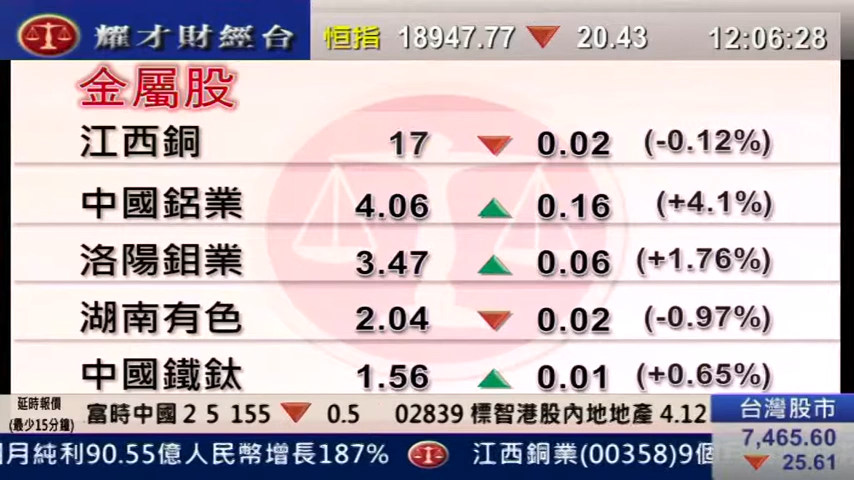 耀才財經台 恒指 18947.77 20.43 12:06:28
金屬股
江西銅 17 0.02 (-0.12%)
中國鋁業 4.06 0.16 (+4.1%)
洛陽鉬業 3.47 0.06 (+1.76%)
湖南有色 2.04 0.02 (-0.97%)
中國鐵鈦 1.56 0.01 (+0.65%)
延時報價
(最少15分鐘)
富時中國25 155 0.5 02839 標智港股內地地產 4.12
台灣股市
7,465.60
25.61
月純利90.55億人民幣增長187% 江西銅業(00358)9個